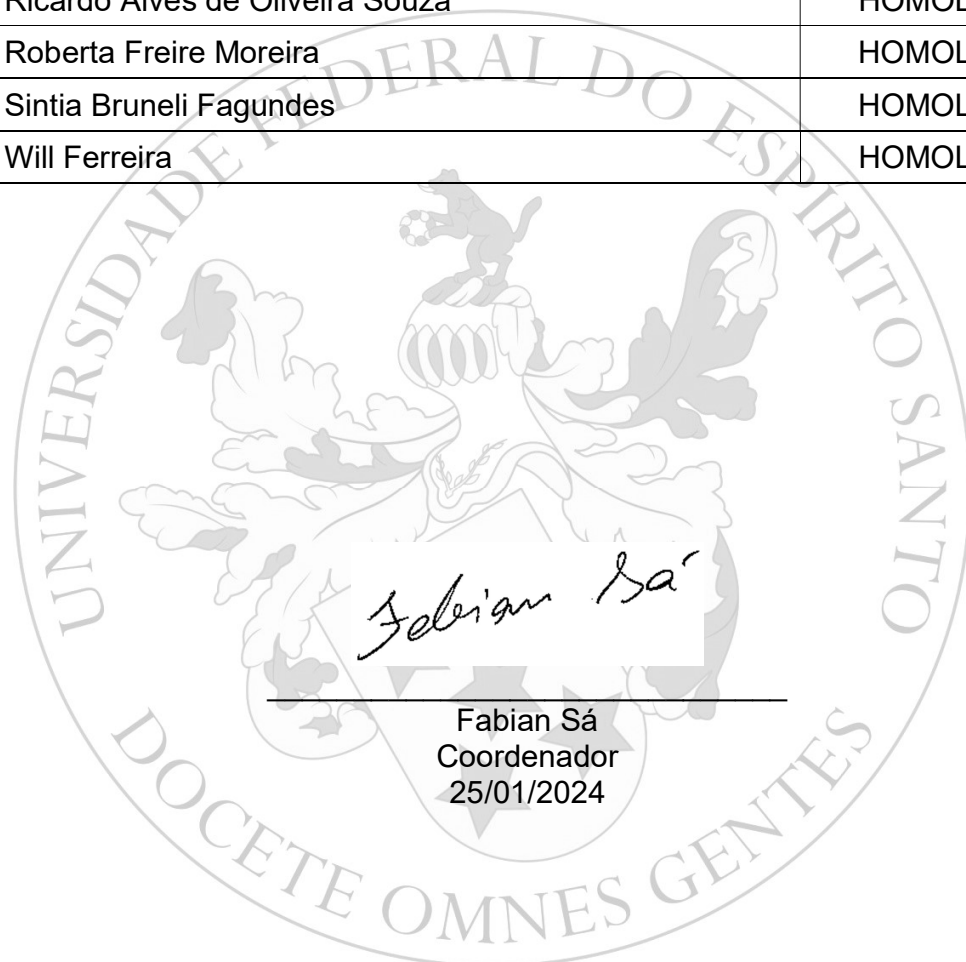 Ricardo Alves de Oliveira Souza HOMOL
Roberta Freire Moreira HOMOL
Sintia Bruneli Fagundes HOMOL
Will Ferreira HOMOL
UNIVERSIDADE FEDERAL DO ESPÍRITO SANTO
Fabian Sá
Fabian Sá
Coordenador
25/01/2024
DOCETE OMNES GENTES